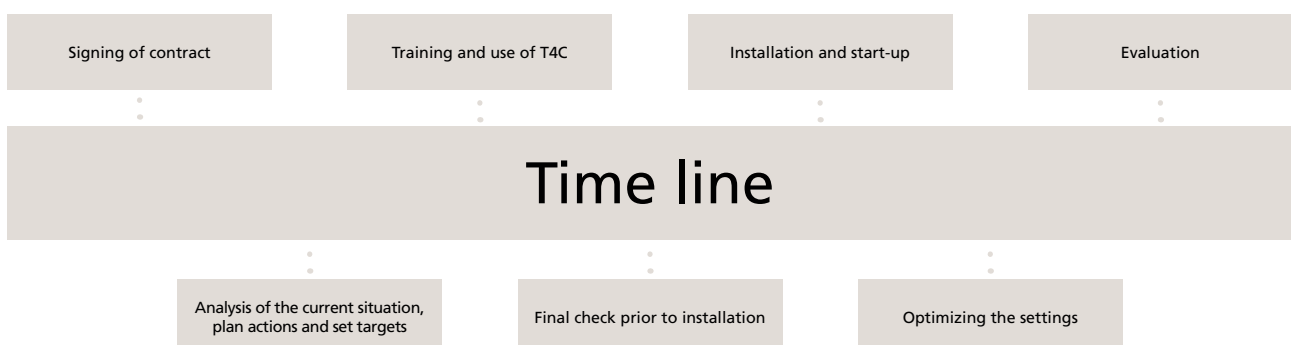 Signing of contract
Training and use of T4C
Installation and start-up
Evaluation
Time line
Analysis of the current situation,
plan actions and set targets
Final check prior to installation
Optimizing the settings